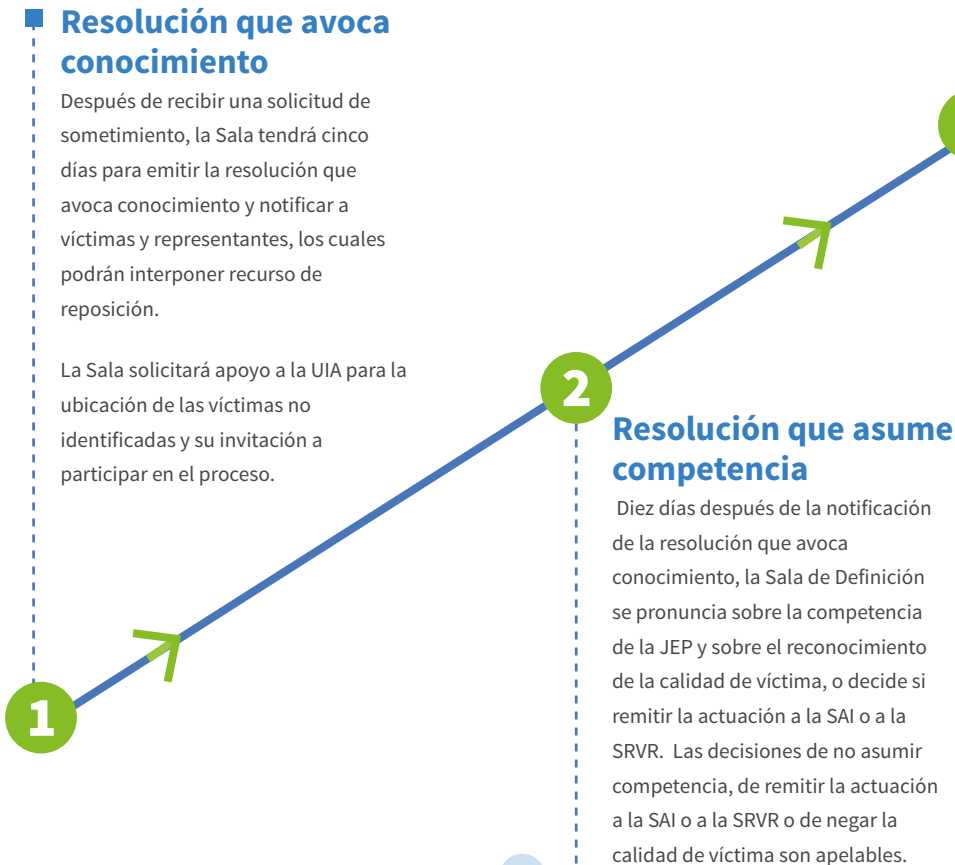 Resolución que avoca
conocimiento
Después de recibir una solicitud de
sometimiento, la Sala tendrá cinco
días para emitir la resolución que
avoca conocimiento y notificar a
víctimas y representantes, los cuales
podrán interponer recurso de
reposición.
La Sala solicitará apoyo a la UIA para la
ubicación de las víctimas no
identificadas y su invitación a
participar en el proceso.
1
2
Resolución que asume
competencia
Diez días después de la notificación
de la resolución que avoca
conocimiento, la Sala de Definición
se pronuncia sobre la competencia
de la JEP y sobre el reconocimiento
de la calidad de víctima, o decide si
remitir la actuación a la SAI o a la
SRVR. Las decisiones de no asumir
competencia, de remitir la actuación
a la SAI o a la SRVR o de negar la
calidad de víctima son apelables.